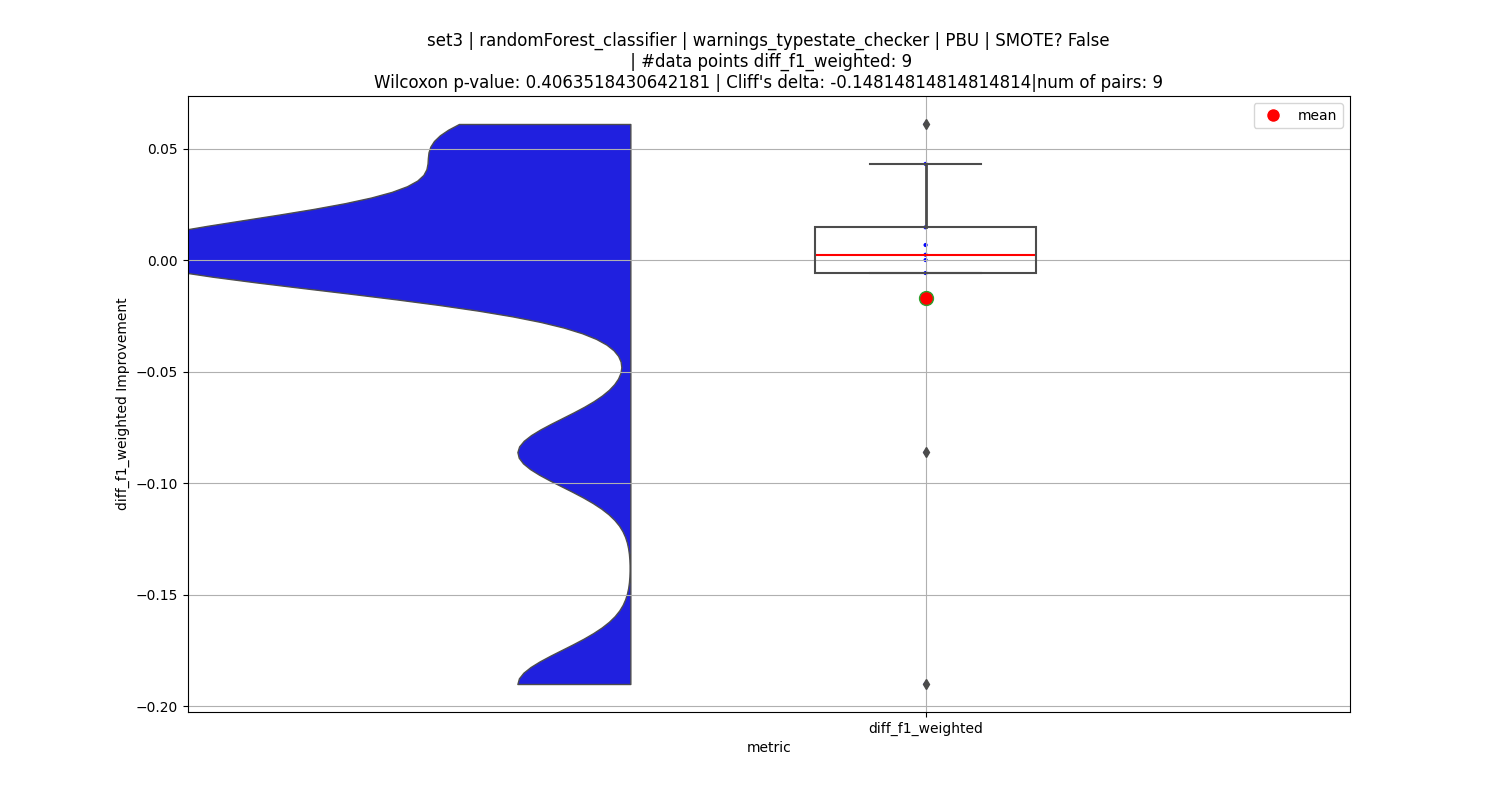 set3 | randomForest_classifier | warnings_typestate_checker | PBU | SMOTE? False
| #data points diff_f1_weighted: 9
Wilcoxon p-value: 0.4063518430642181 | Cliff's delta: -0.14814814814814814|num of pairs: 9
mean
0.05
0.00
−0.05
−0.10
−0.15
−0.20
diff_f1_weighted Improvement
diff_f1_weighted
metric